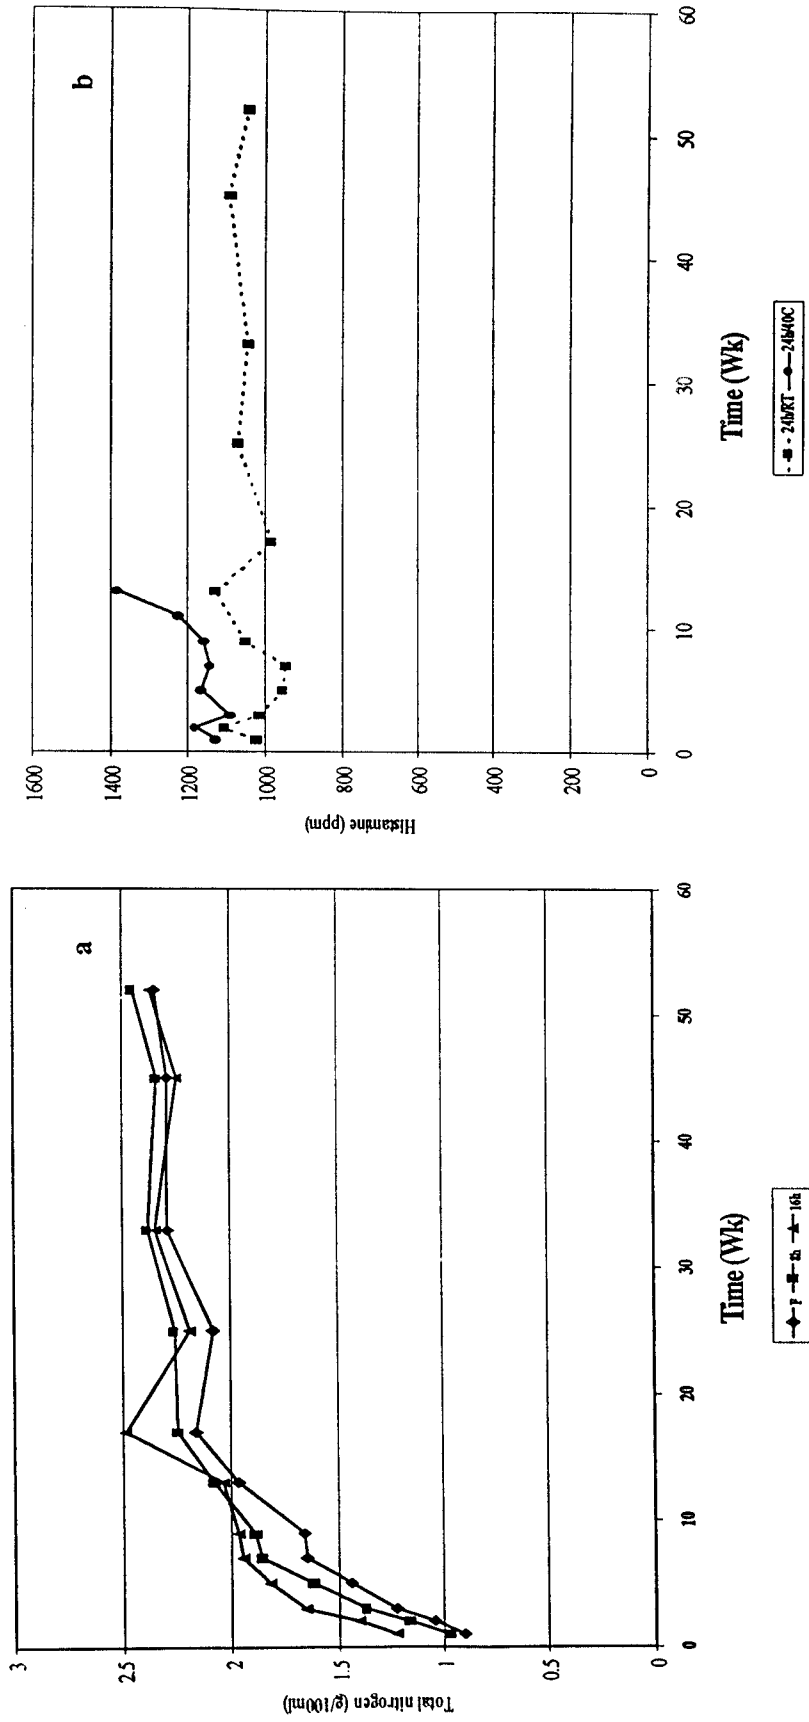 a
3
2.5
2
1.5
1
0.5
0
Total nitrogen (g/100ml)
0 10 20 30 40 50 60
Time (Wk)
F 8h 16h
b
1600
1400
1200
1000
800
600
400
200
0
Histamine (ppm)
0 10 20 30 40 50 60
Time (Wk)
24h/RT 24h/40C